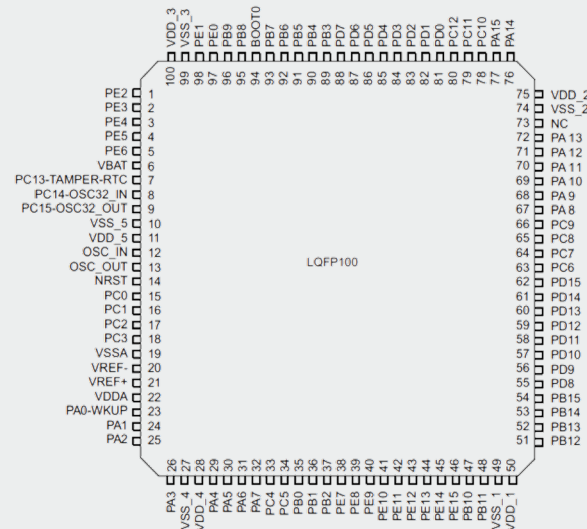 VDD_3
VSS_3
PE1
PE0
PB9
PB8
BOOT0
PB7
PB6
PB5
PB4
PB3
PD7
PD6
PD5
PD4
PD3
PD2
PD1
PD0
PC12
PC11
PC10
PA15
PA14
100 99 98 97 96 95 94 93 92 91 90 89 88 87 86 85 84 83 82 81 80 79 78 77 76
PE2 1
PE3 2
PE4 3
PE5 4
PE6 5
VBAT 6
PC13-TAMPER-RTC 7
PC14-OSC32_IN 8
PC15-OSC32_OUT 9
VSS_5 10
VDD_5 11
OSC_IN 12
OSC_OUT 13
NRST 14
PC0 15
PC1 16
PC2 17
PC3 18
VSSA 19
VREF- 20
VREF+ 21
VDDA 22
PA0-WKUP 23
PA1 24
PA2 25
LQFP100
75 VDD_2
74 VSS_2
73 NC
72 PA 13
71 PA 12
70 PA 11
69 PA 10
68 PA 9
67 PA 8
66 PC9
65 PC8
64 PC7
63 PC6
62 PD15
61 PD14
60 PD13
59 PD12
58 PD11
57 PD10
56 PD9
55 PD8
54 PB15
53 PB14
52 PB13
51 PB12
26 27 28 29 30 31 32 33 34 35 36 37 38 39 40 41 42 43 44 45 46 47 48 49 50
PA3
VSS_4
VDD_4
PA4
PA5
PA6
PA7
PC4
PC5
PB0
PB1
PB2
PE7
PE8
PE9
PE10
PE11
PE12
PE13
PE14
PE15
PB10
PB11
VSS_1
VDD_1